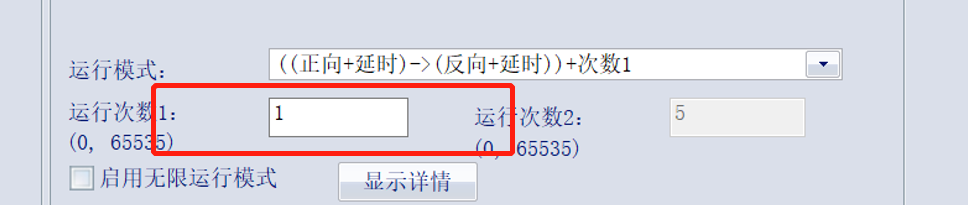 运行模式： ((正向+延时)->(反向+延时))+次数1
运行次数1： 1 运行次数2： 5
(0, 65535) (0, 65535)
启用无限运行模式 显示详情